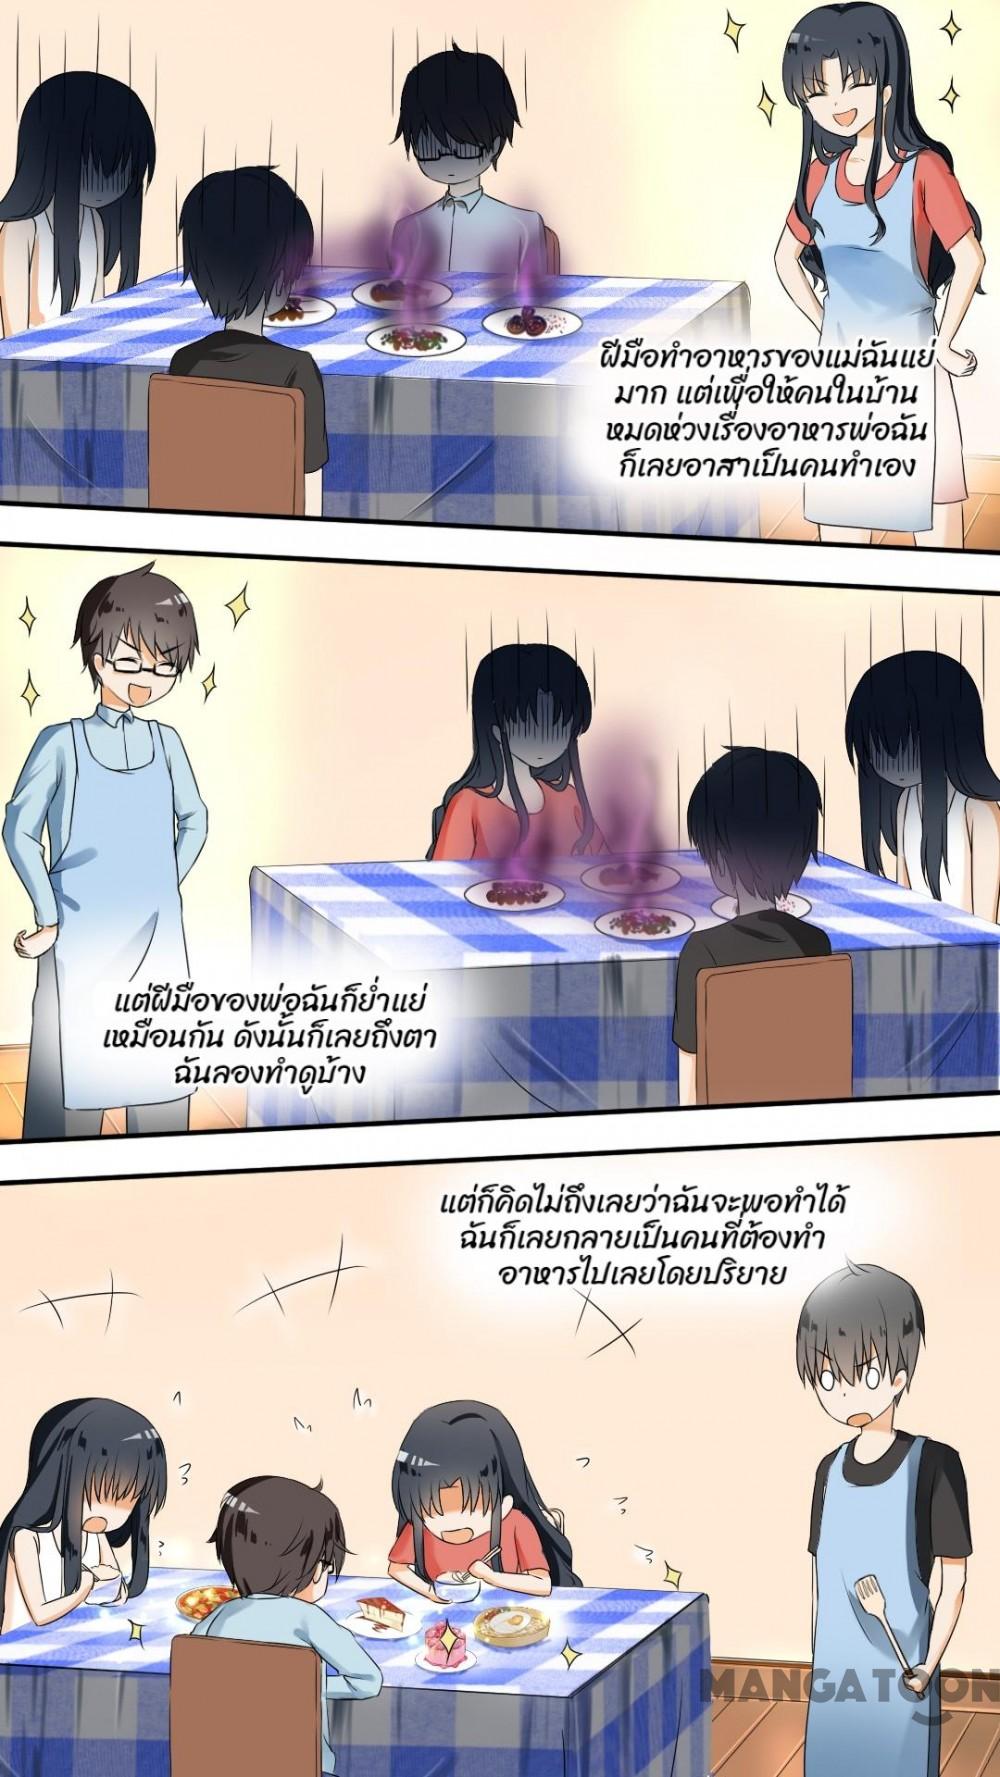 ฝีมือทำอาหารของแม่ฉันแย่
มาก แต่เพื่อให้คนในบ้าน
หมดห่วงเรื่องอาหารพ่อฉัน
ก็เลยอาสาเป็นคนทำเอง
แต่ฝีมือของพ่อฉันก็ย่ำแย่
เหมือนกัน ดังนั้นก็เลยถึงตา
ฉันลองทำดูบ้าง
แต่ก็คิดไม่ถึงเลยว่าฉันจะพอทำได้
ฉันก็เลยกลายเป็นคนที่ต้องทำ
อาหารไปเลยโดยปริยาย
MANGATOON